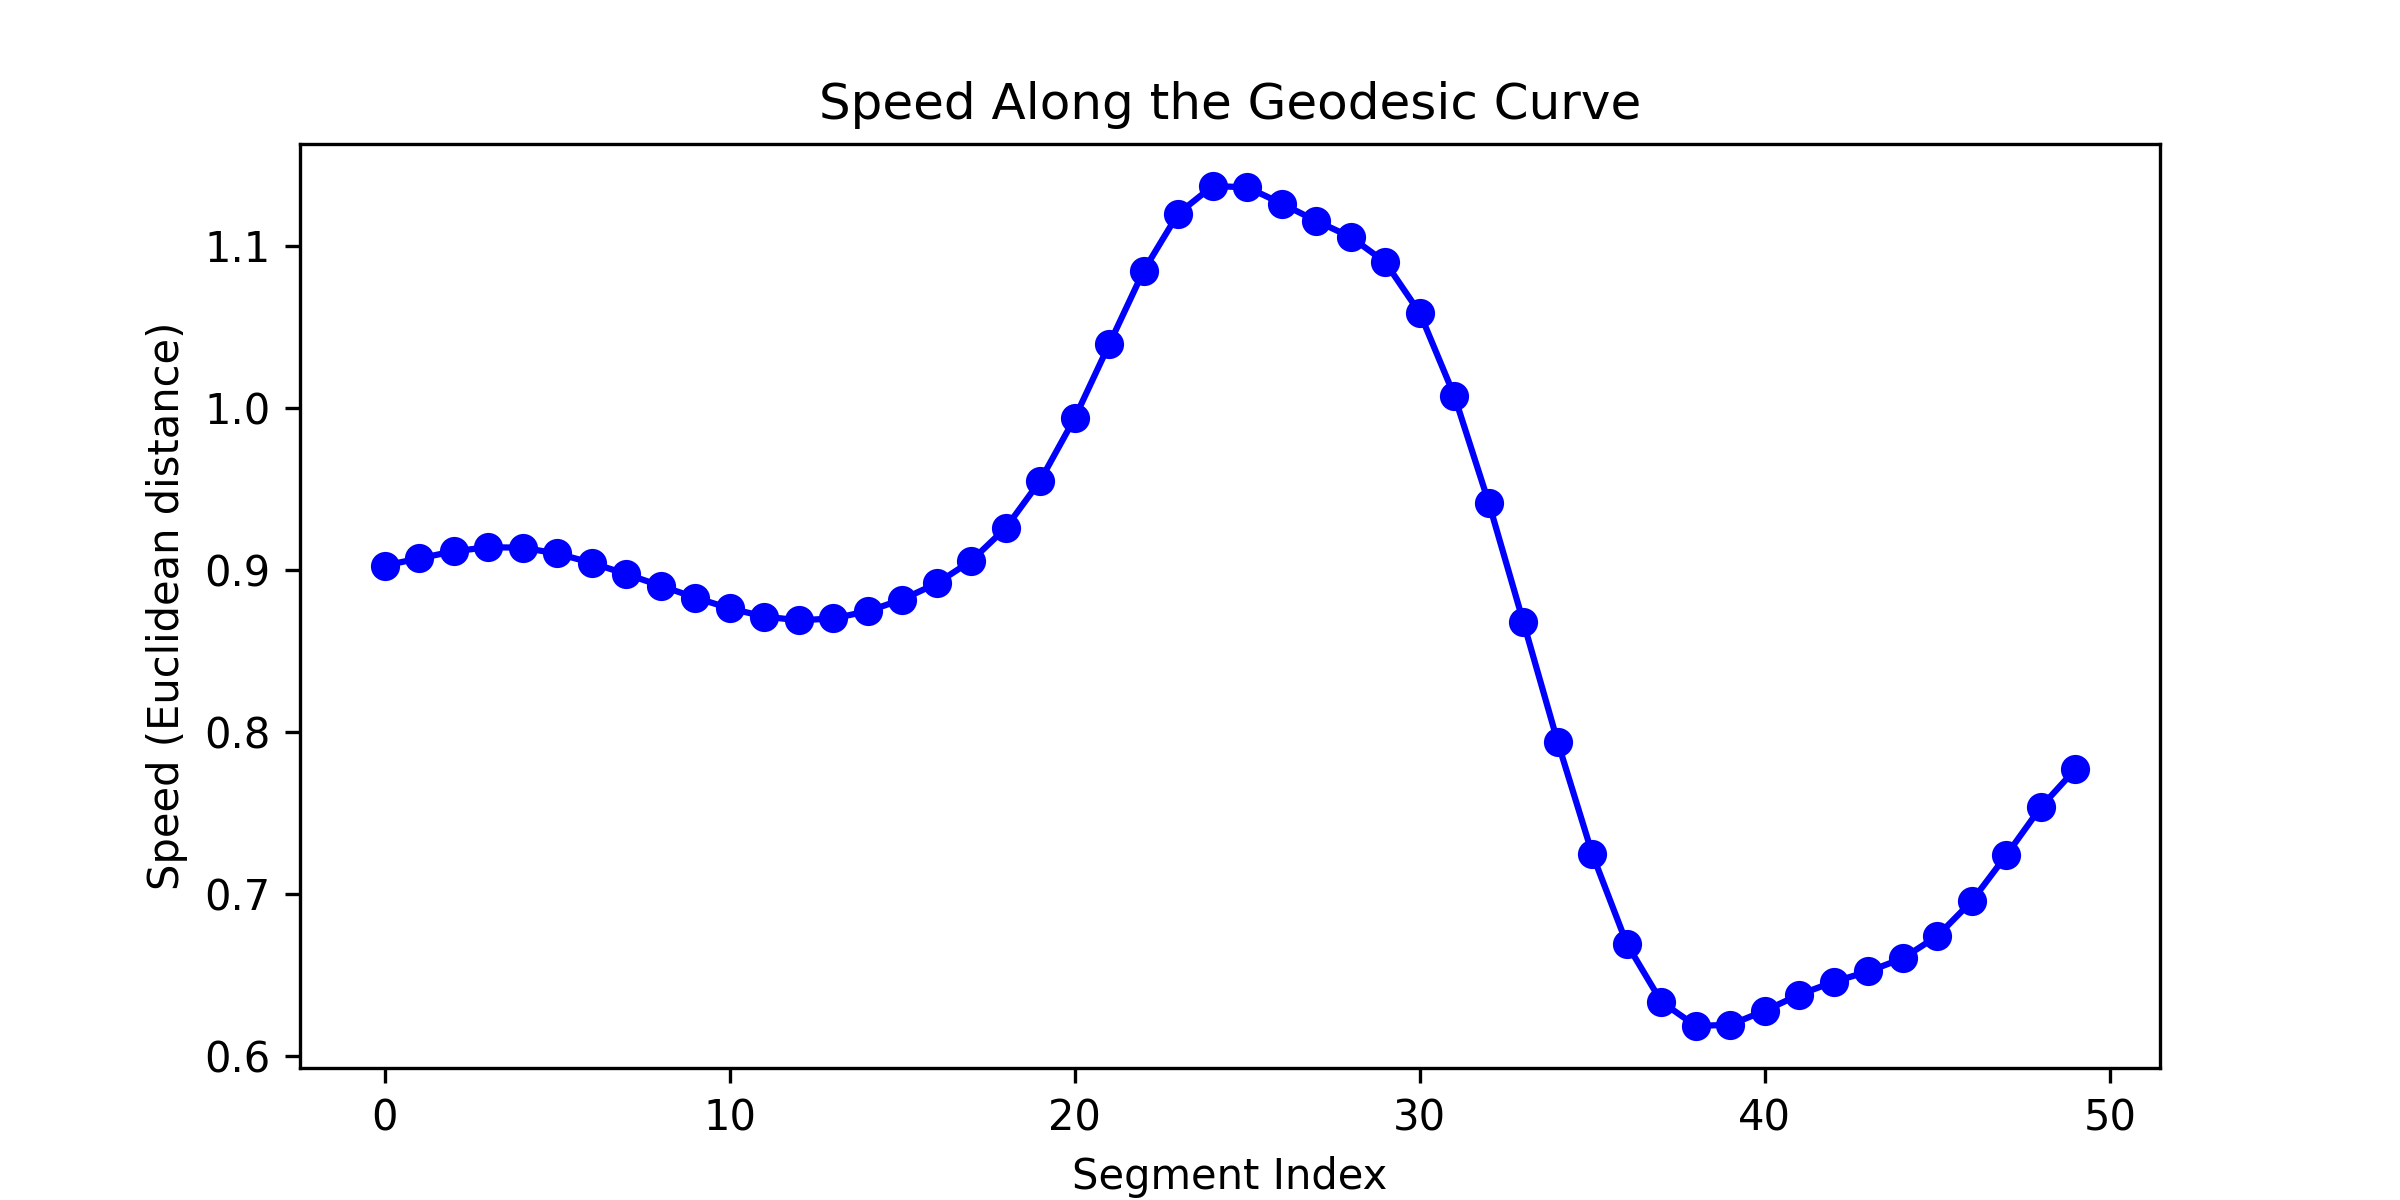 Speed Along the Geodesic Curve
Speed (Euclidean distance)
1.1
1.0
0.9
0.8
0.7
0.6
0 10 20 30 40 50
Segment Index